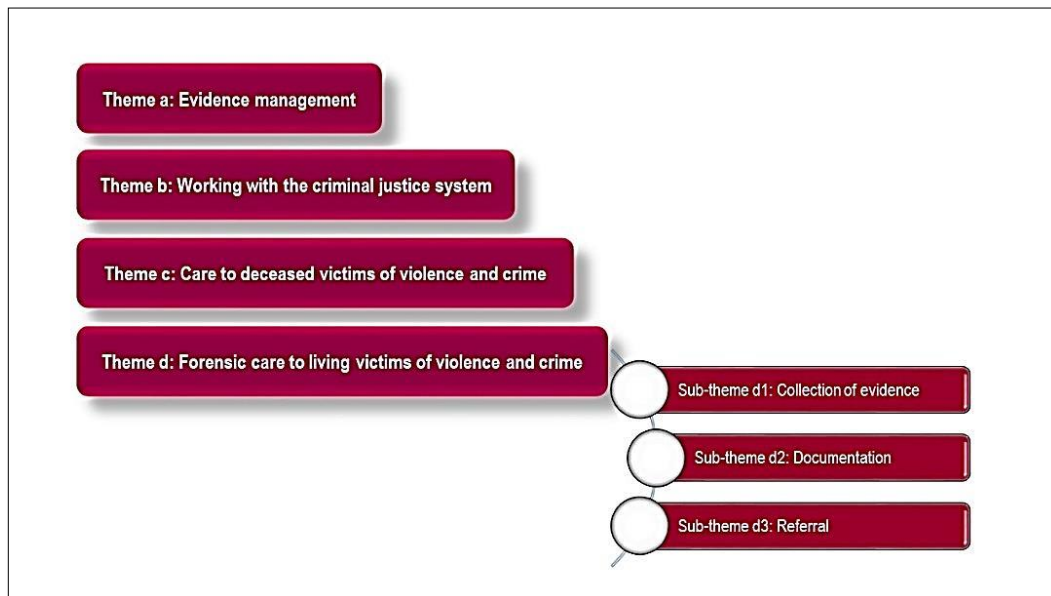 Theme a: Evidence management
Theme b: Working with the criminal justice system
Theme c: Care to deceased victims of violence and crime
Theme d: Forensic care to living victims of violence and crime
Sub-theme d1: Collection of evidence
Sub-theme d2: Documentation
Sub-theme d3: Referral